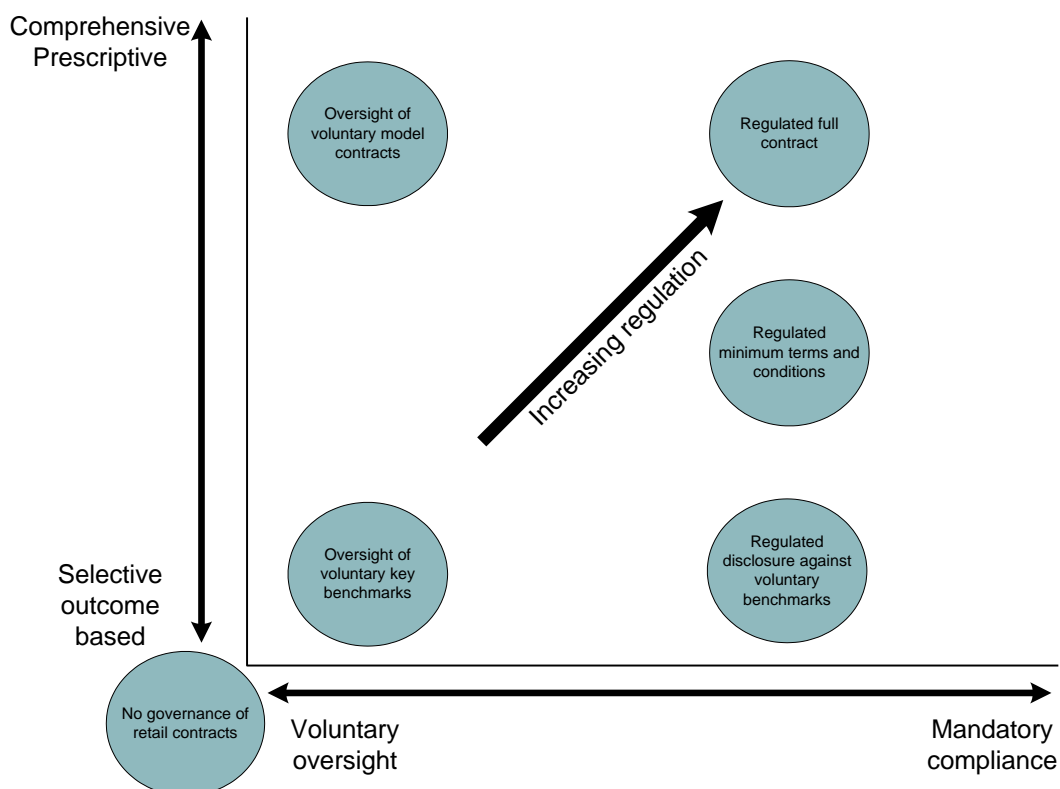 Comprehensive
Prescriptive
Oversight of
voluntary model
contracts
Regulated full
contract
Increasing regulation
Regulated
minimum terms and
conditions
Selective
outcome
based
Oversight of
voluntary key
benchmarks
Regulated
disclosure against
voluntary
benchmarks
No governance of
retail contracts
Voluntary
oversight
Mandatory
compliance